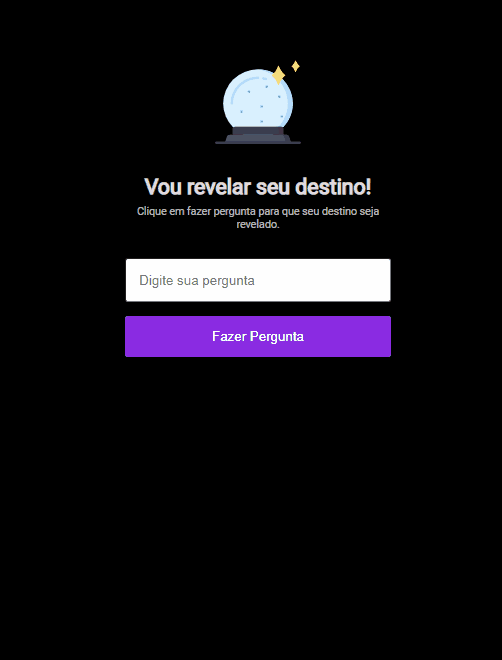 Vou revelar seu destino!
Clique em fazer pergunta para que seu destino seja
revelado.
Digite sua pergunta
Fazer Pergunta